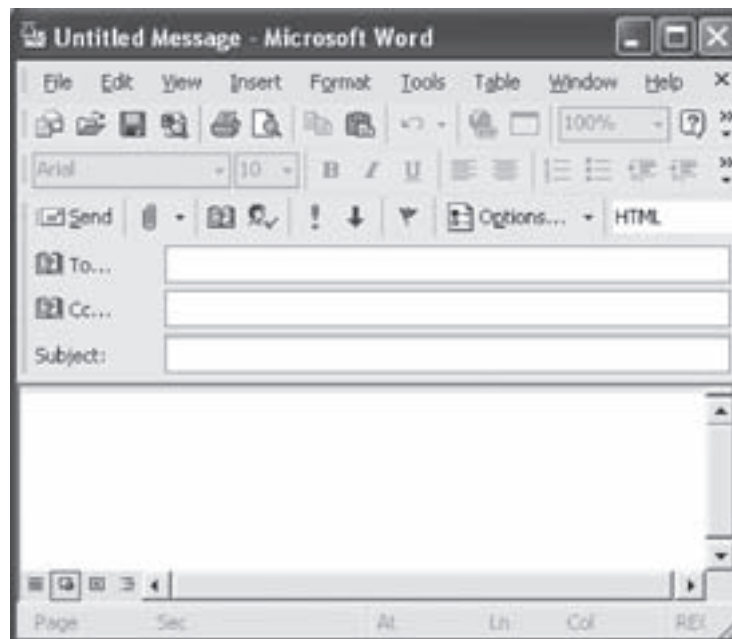 Untitled Message - Microsoft Word
File Edit View Insert Format Tools Table Window Help
100%
Arial 10 B I U
Send Options... HTML
To...
Cc...
Subject:
Page Sec At Ln Col REC